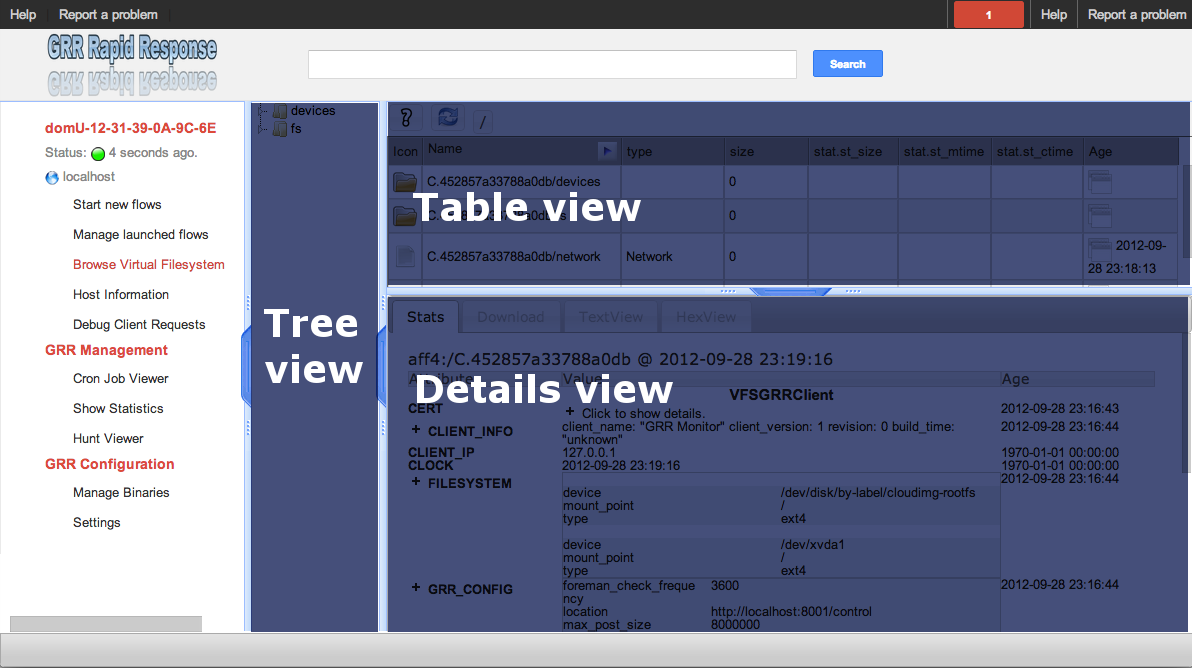 Help Report a problem 1 Help Report a problem
GRR Rapid Response
Search
domU-12-31-39-0A-9C-6E
Status: 4 seconds ago.
localhost
Start new flows
Manage launched flows
Browse Virtual Filesystem
Host Information
Debug Client Requests
GRR Management
Cron Job Viewer
Show Statistics
Hunt Viewer
GRR Configuration
Manage Binaries
Settings
devices
fs
Tree
view
? /
Icon Name type size stat.st_size stat.st_mtime stat.st_ctime Age
C.452857a33788a0db/devices 0
C.452857a33788a0db/fs 0
Table view
C.452857a33788a0db/network Network 0 2012-09-
28 23:18:13
Stats Download TextView HexView
aff4:/C.452857a33788a0db @ 2012-09-28 23:19:16
Attribute Value Age
Details view
VFSGRRClient
CERT + Click to show details. 2012-09-28 23:16:43
+ CLIENT_INFO client_name: "GRR Monitor" client_version: 1 revision: 0 build_time: 2012-09-28 23:16:44
"unknown"
CLIENT_IP 127.0.0.1 1970-01-01 00:00:00
CLOCK 2012-09-28 23:19:16 1970-01-01 00:00:00
+ FILESYSTEM 2012-09-28 23:16:44
device /dev/disk/by-label/cloudimg-rootfs
mount_point /
type ext4
device /dev/xvda1
mount_point /
type ext4
+ GRR_CONFIG foreman_check_freque 3600 2012-09-28 23:16:44
ncy
location http://localhost:8001/control
max_post_size 8000000